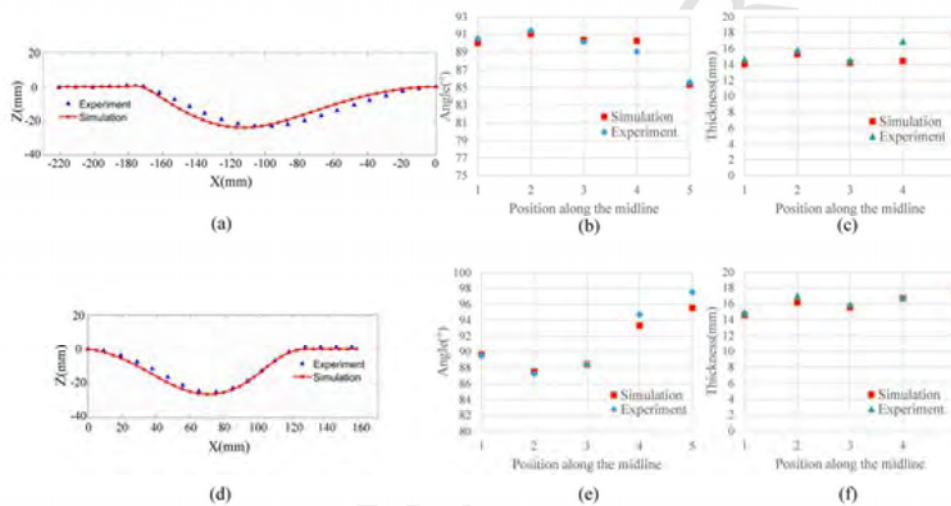 20
0
-20
-40
Z(mm)
Experiment
Simulation
-220 -200 -180 -160 -140 -120 -100 -80 -60 -40 -20 0
X(mm)
(a)
93
91
89
87
85
83
81
79
77
75
Angle(°)
Simulation
Experiment
1 2 3 4 5
Position along the midline
(b)
20
18
16
14
12
10
8
6
4
2
0
Thickness(mm)
Simulation
Experiment
1 2 3 4
Position along the midline
(c)
20
0
-20
-40
Z(mm)
Experiment
Simulation
0 20 40 60 80 100 120 140 160
X(mm)
(d)
100
98
96
94
92
90
88
86
84
82
80
Angle(°)
Simulation
Experiment
1 2 3 4 5
Position along the midline
(e)
20
18
16
14
12
10
8
6
4
2
0
Thickness(mm)
Simulation
Experiment
1 2 3 4
Position along the midline
(f)